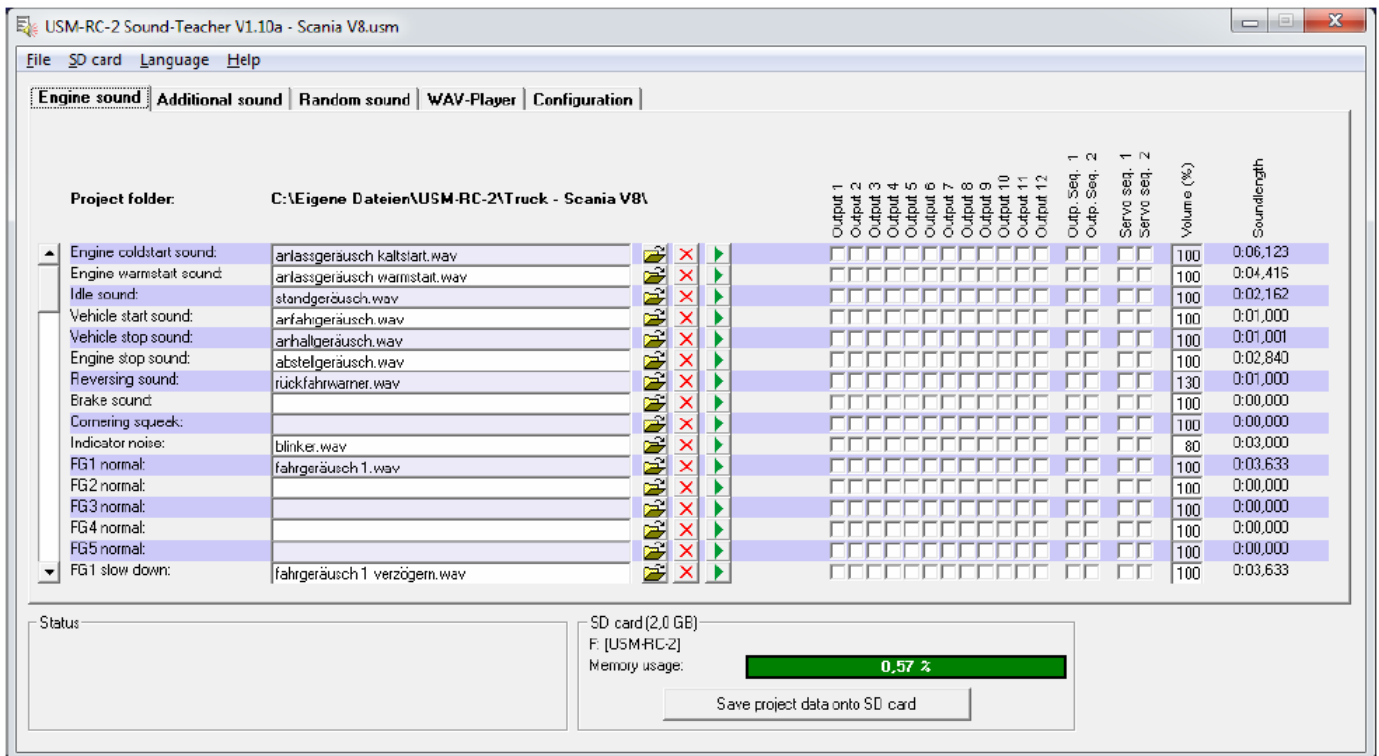 USM-RC-2 Sound-Teacher V1.10a - Scania V8.usm
File SD card Language Help
Engine sound Additional sound Random sound WAV-Player Configuration
Project folder: C:\Eigene Dateien\USM-RC-2\Truck - Scania V8\
Output 1
Output 2
Output 3
Output 4
Output 5
Output 6
Output 7
Output 8
Output 9
Output 10
Output 11
Output 12
Outp. Seq. 1
Outp. Seq. 2
Servo seq. 1
Servo seq. 2
Volume (%)
Soundlength
Engine coldstart sound: anlassgeräusch kaltstart.wav 100 0:06,123
Engine warmstart sound: anlassgeräusch warmstart.wav 100 0:04,416
Idle sound: standgeräusch.wav 100 0:02,162
Vehicle start sound: anfahrgeräusch.wav 100 0:01,000
Vehicle stop sound: anhaltgeräusch.wav 100 0:01,001
Engine stop sound: abstelgeräusch.wav 100 0:02,840
Reversing sound: rückfahrwarner.wav 130 0:01,000
Brake sound: 100 0:00,000
Cornering squeak: 100 0:00,000
Indicator noise: blinker.wav 80 0:03,000
FG1 normal: fahrgeräusch 1.wav 100 0:03,633
FG2 normal: 100 0:00,000
FG3 normal: 100 0:00,000
FG4 normal: 100 0:00,000
FG5 normal: 100 0:00,000
FG1 slow down: fahrgeräusch 1 verzögern.wav 100 0:03,633
Status
SD card (2,0 GB)
F: [USM-RC-2]
Memory usage: 0,57 %
Save project data onto SD card